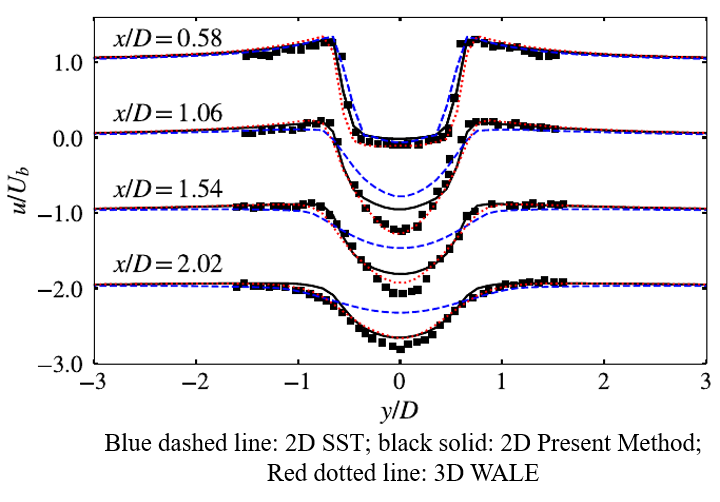 x/D = 0.58
1.0
x/D = 1.06
0.0
u/U_b
x/D = 1.54
−1.0
x/D = 2.02
−2.0
−3.0
−3 −2 −1 0 1 2 3
y/D
Blue dashed line: 2D SST; black solid: 2D Present Method;
Red dotted line: 3D WALE